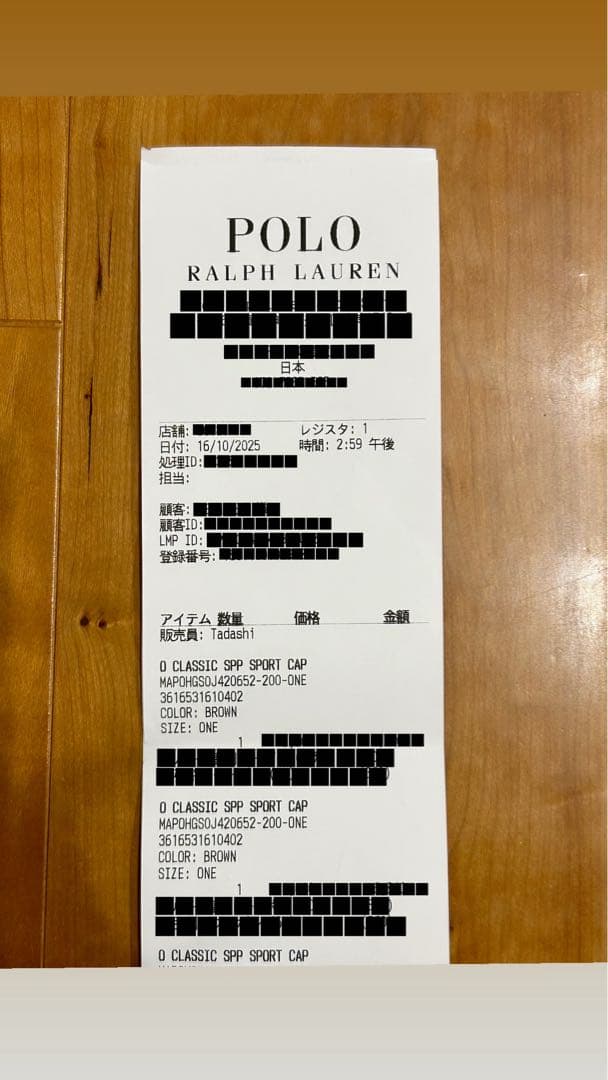 POLO
RALPH LAUREN
日本
店舗: レジスタ: 1
日付: 16/10/2025 時間: 2:59 午後
処理ID:
担当:
顧客:
顧客ID:
LMP ID:
登録番号:
アイテム 数量 価格 金額
販売員: Tadashi
O CLASSIC SPP SPORT CAP
MAPOHGSOJ420652-200-ONE
3616531610402
COLOR: BROWN
SIZE: ONE
1
O CLASSIC SPP SPORT CAP
MAPOHGSOJ420652-200-ONE
3616531610402
COLOR: BROWN
SIZE: ONE
1
O CLASSIC SPP SPORT CAP